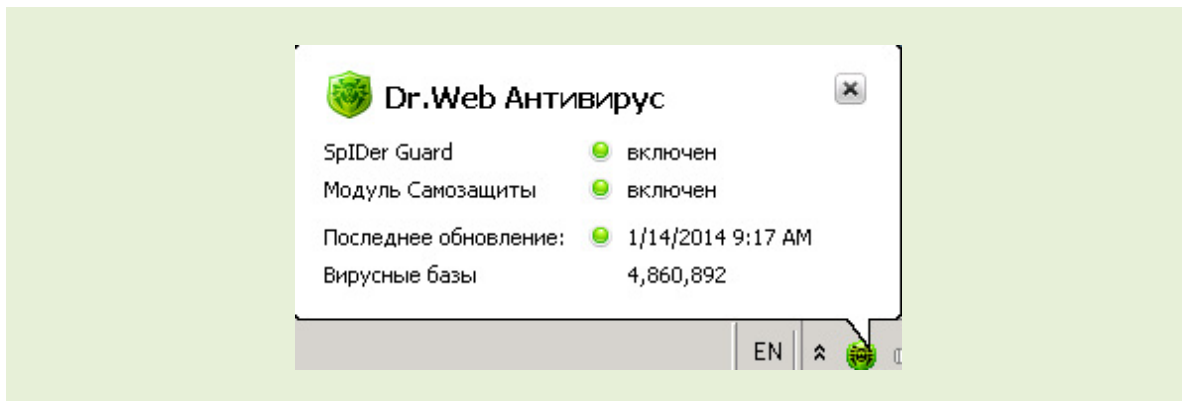 Dr.Web Антивирус
SpIDer Guard включен
Модуль Самозащиты включен
Последнее обновление: 1/14/2014 9:17 AM
Вирусные базы 4,860,892
EN